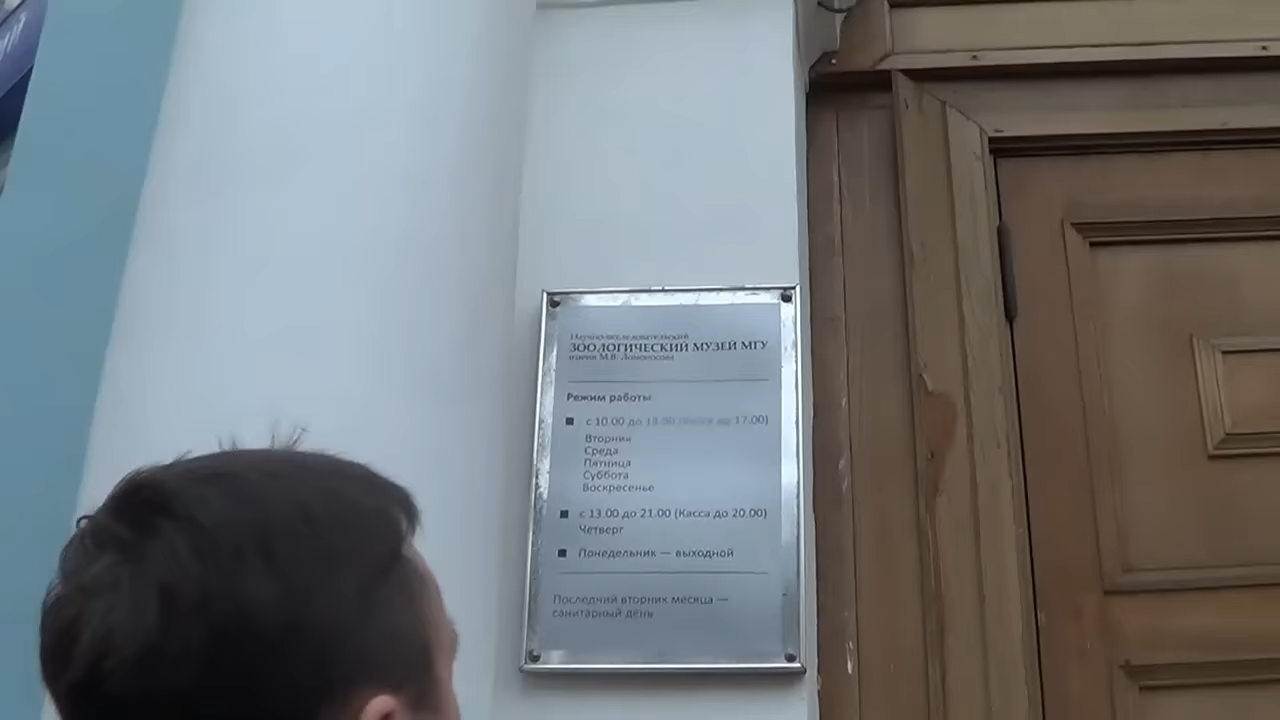 Научно-исследовательский
ЗООЛОГИЧЕСКИЙ МУЗЕЙ МГУ
имени М.В. Ломоносова
Режим работы
с 10.00 до 18.00 (Касса до 17.00)
Вторник
Среда
Пятница
Суббота
Воскресенье
с 13.00 до 21.00 (Касса до 20.00)
Четверг
Понедельник — выходной
Последний вторник месяца —
санитарный день